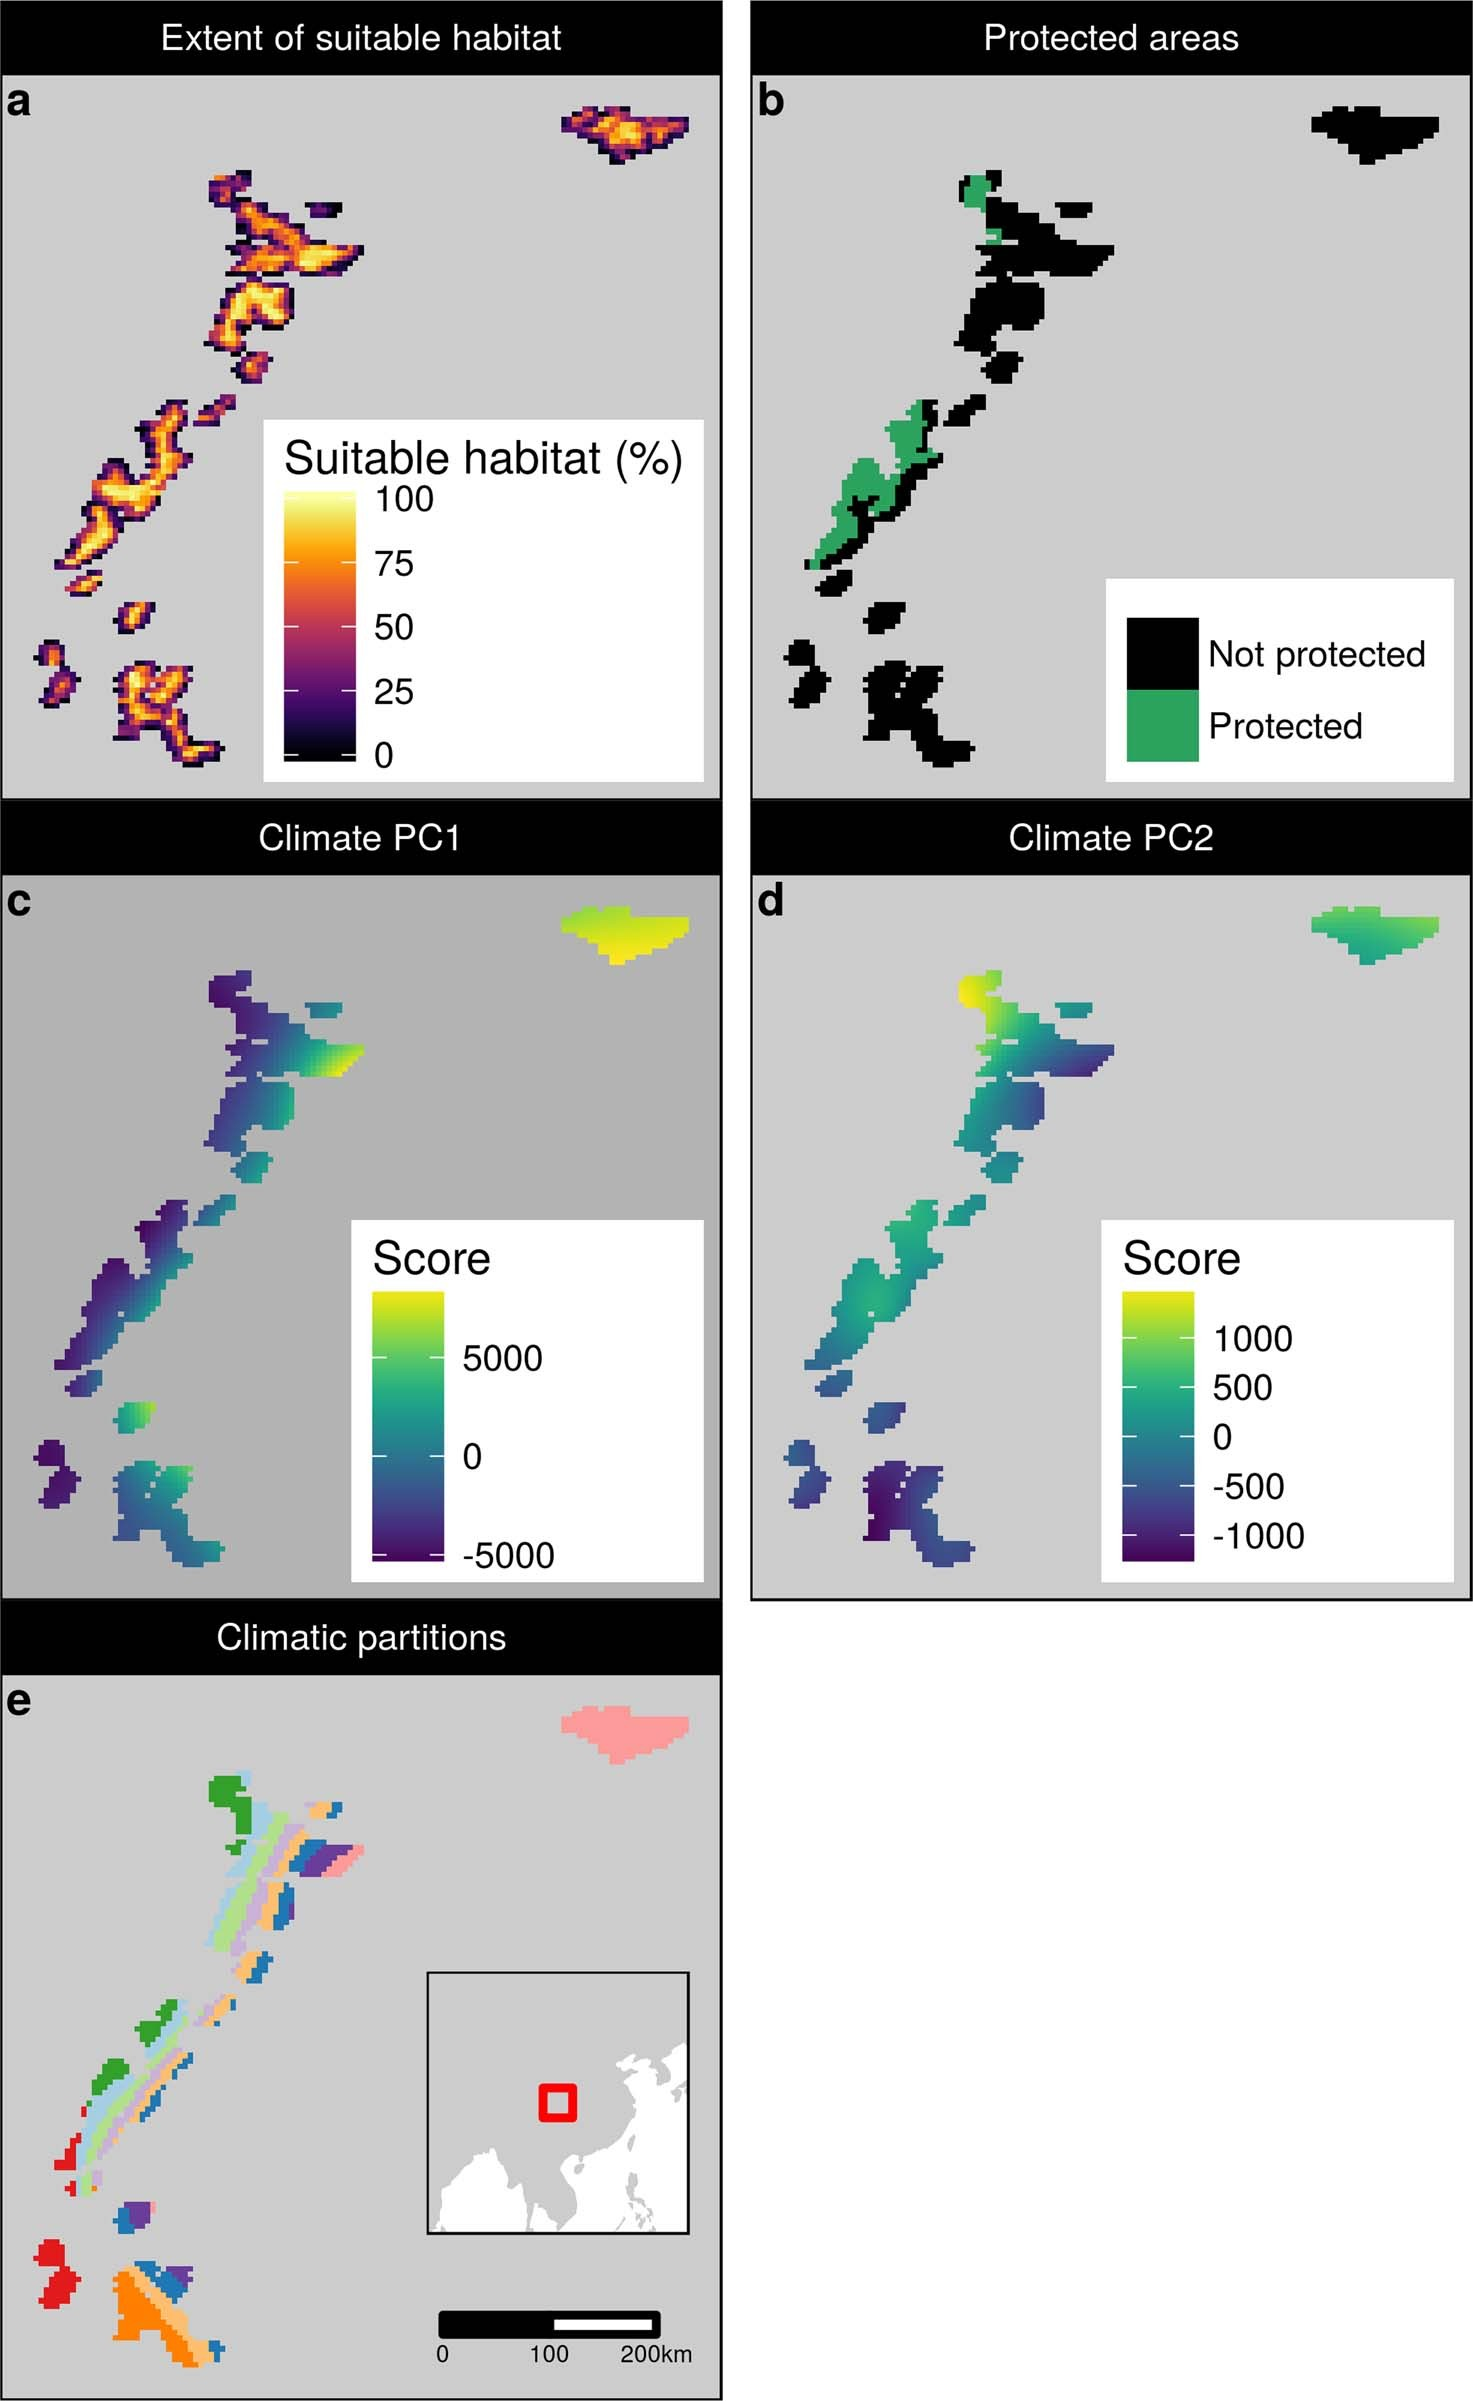 Extent of suitable habitat
Protected areas
a
b
Suitable habitat (%)
100
75
50
25
0
Not protected
Protected
Climate PC1
Climate PC2
c
d
Score
5000
0
-5000
Score
1000
500
0
-500
-1000
Climatic partitions
e
0 100 200km